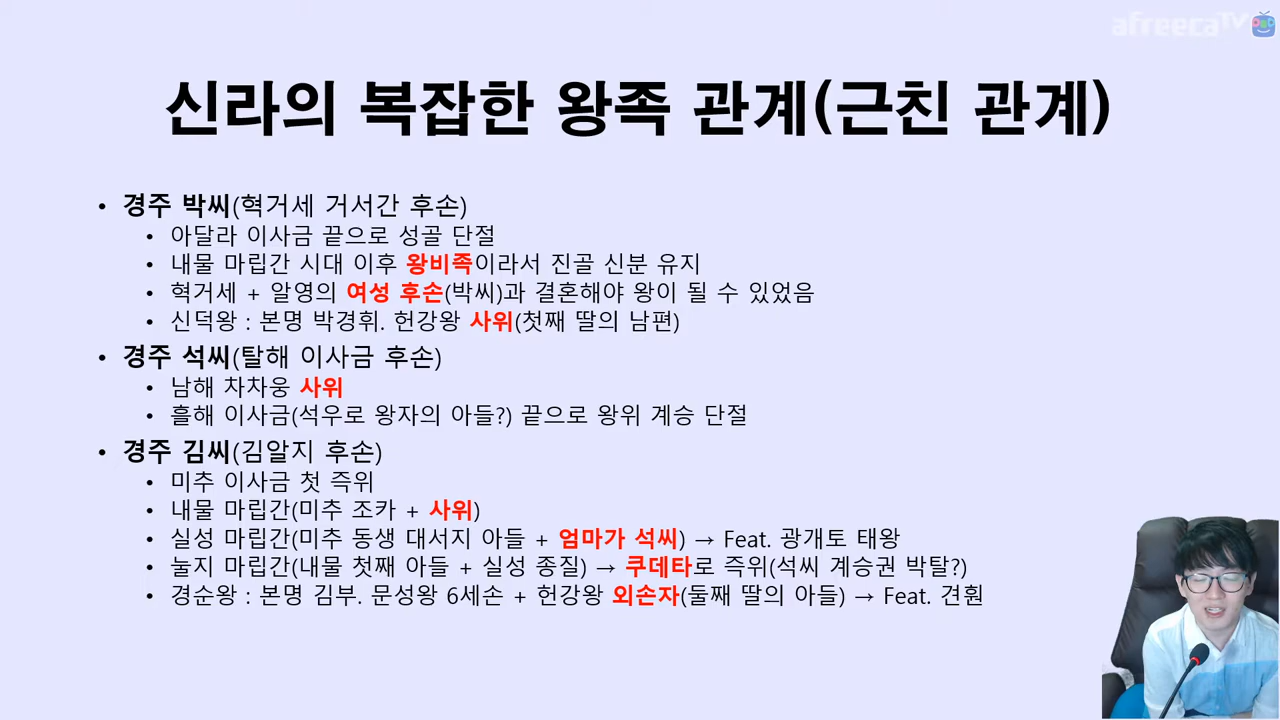 afreecaTV
신라의 복잡한 왕족 관계(근친 관계)
• 경주 박씨(혁거세 거서간 후손)
• 아달라 이사금 끝으로 성골 단절
• 내물 마립간 시대 이후 왕비족이라서 진골 신분 유지
• 혁거세 + 알영의 여성 후손(박씨)과 결혼해야 왕이 될 수 있었음
• 신덕왕 : 본명 박경휘. 헌강왕 사위(첫째 딸의 남편)
• 경주 석씨(탈해 이사금 후손)
• 남해 차차웅 사위
• 흘해 이사금(석우로 왕자의 아들?) 끝으로 왕위 계승 단절
• 경주 김씨(김알지 후손)
• 미추 이사금 첫 즉위
• 내물 마립간(미추 조카 + 사위)
• 실성 마립간(미추 동생 대서지 아들 + 엄마가 석씨) → Feat. 광개토 태왕
• 눌지 마립간(내물 첫째 아들 + 실성 종질) → 쿠데타로 즉위(석씨 계승권 박탈?)
• 경순왕 : 본명 김부. 문성왕 6세손 + 헌강왕 외손자(둘째 딸의 아들) → Feat. 견훤